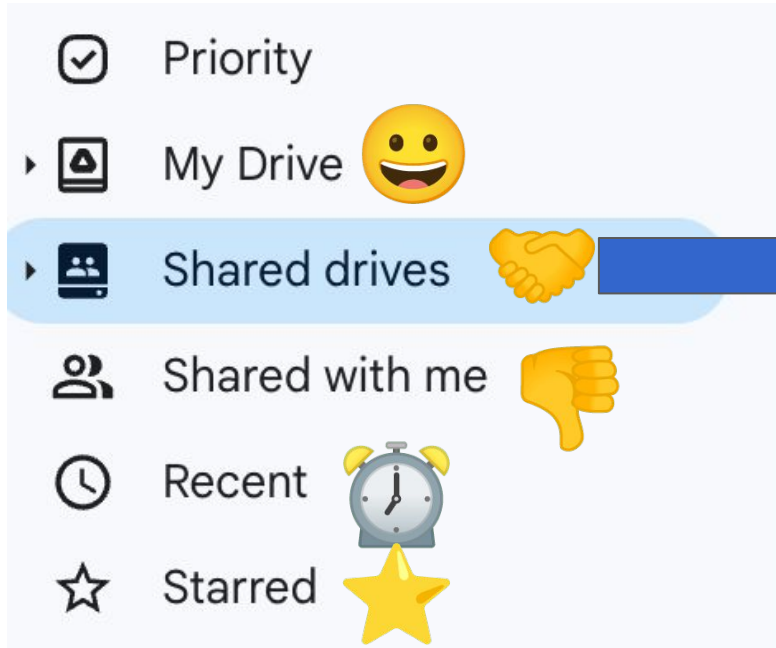 Priority
My Drive
Shared drives
Shared with me
Recent
Starred